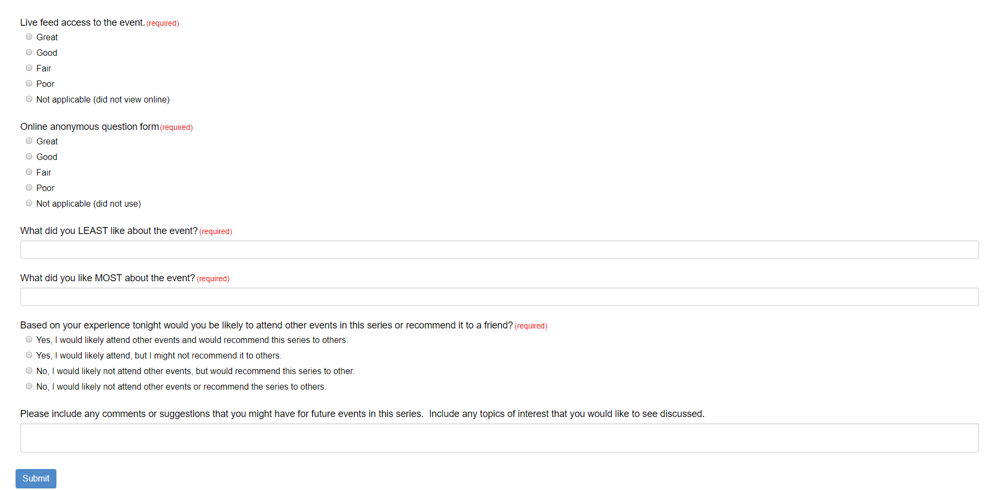 Live feed access to the event. (required)
Great
Good
Fair
Poor
Not applicable (did not view online)
Online anonymous question form (required)
Great
Good
Fair
Poor
Not applicable (did not use)
What did you LEAST like about the event? (required)
What did you like MOST about the event? (required)
Based on your experience tonight would you be likely to attend other events in this series or recommend it to a friend? (required)
Yes, I would likely attend other events and would recommend this series to others.
Yes, I would likely attend, but I might not recommend it to others.
No, I would likely not attend other events, but would recommend this series to other.
No, I would likely not attend other events or recommend the series to others.
Please include any comments or suggestions that you might have for future events in this series.  Include any topics of interest that you would like to see discussed.
Submit